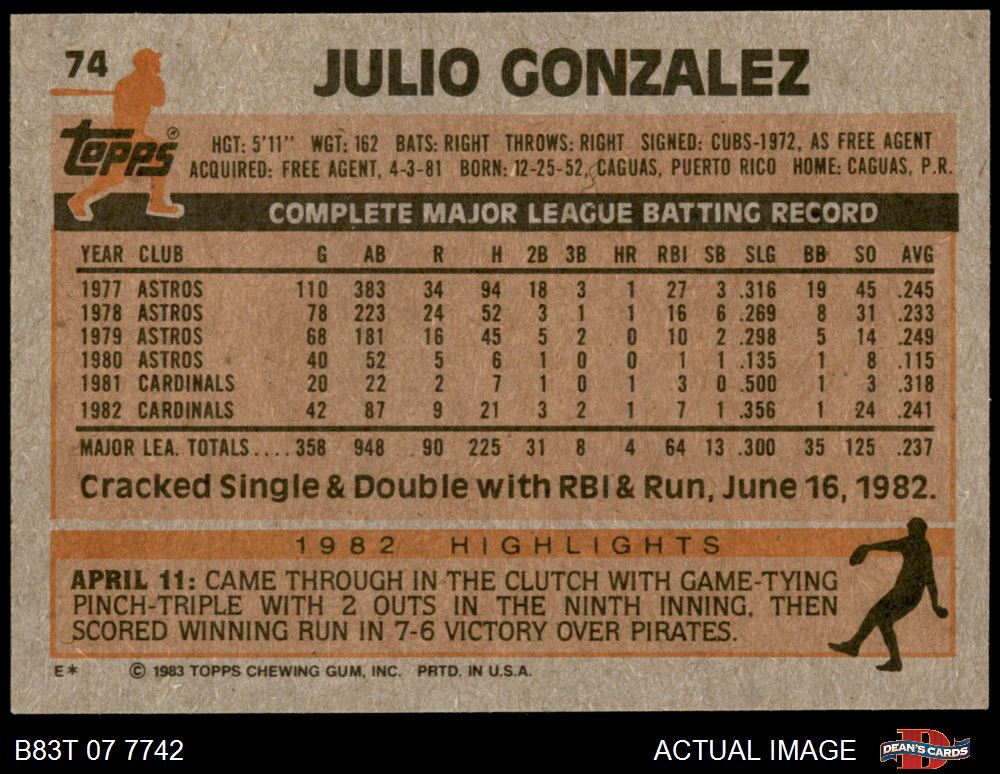 74 JULIO GONZALEZ
Topps®
HGT: 5'11" WGT: 162 BATS: RIGHT THROWS: RIGHT SIGNED: CUBS-1972, AS FREE AGENT
ACQUIRED: FREE AGENT, 4-3-81 BORN: 12-25-52, CAGUAS, PUERTO RICO HOME: CAGUAS, P.R.
COMPLETE MAJOR LEAGUE BATTING RECORD
YEAR CLUB G AB R H 2B 3B HR RBI SB SLG BB SO AVG
1977 ASTROS 110 383 34 94 18 3 1 27 3 .316 19 45 .245
1978 ASTROS 78 223 24 52 3 1 1 16 6 .269 8 31 .233
1979 ASTROS 68 181 16 45 5 2 0 10 2 .298 5 14 .249
1980 ASTROS 40 52 5 6 1 0 0 1 1 .135 1 8 .115
1981 CARDINALS 20 22 2 7 1 0 1 3 0 .500 1 3 .318
1982 CARDINALS 42 87 9 21 3 2 1 7 1 .356 1 24 .241
MAJOR LEA. TOTALS.... 358 948 90 225 31 8 4 64 13 .300 35 125 .237
Cracked Single & Double with RBI & Run, June 16, 1982.
1982 HIGHLIGHTS
APRIL 11: CAME THROUGH IN THE CLUTCH WITH GAME-TYING
PINCH-TRIPLE WITH 2 OUTS IN THE NINTH INNING, THEN
SCORED WINNING RUN IN 7-6 VICTORY OVER PIRATES.
E* © 1983 TOPPS CHEWING GUM, INC. PRTD. IN U.S.A.
B83T 07 7742 ACTUAL IMAGE DEAN'S CARDS